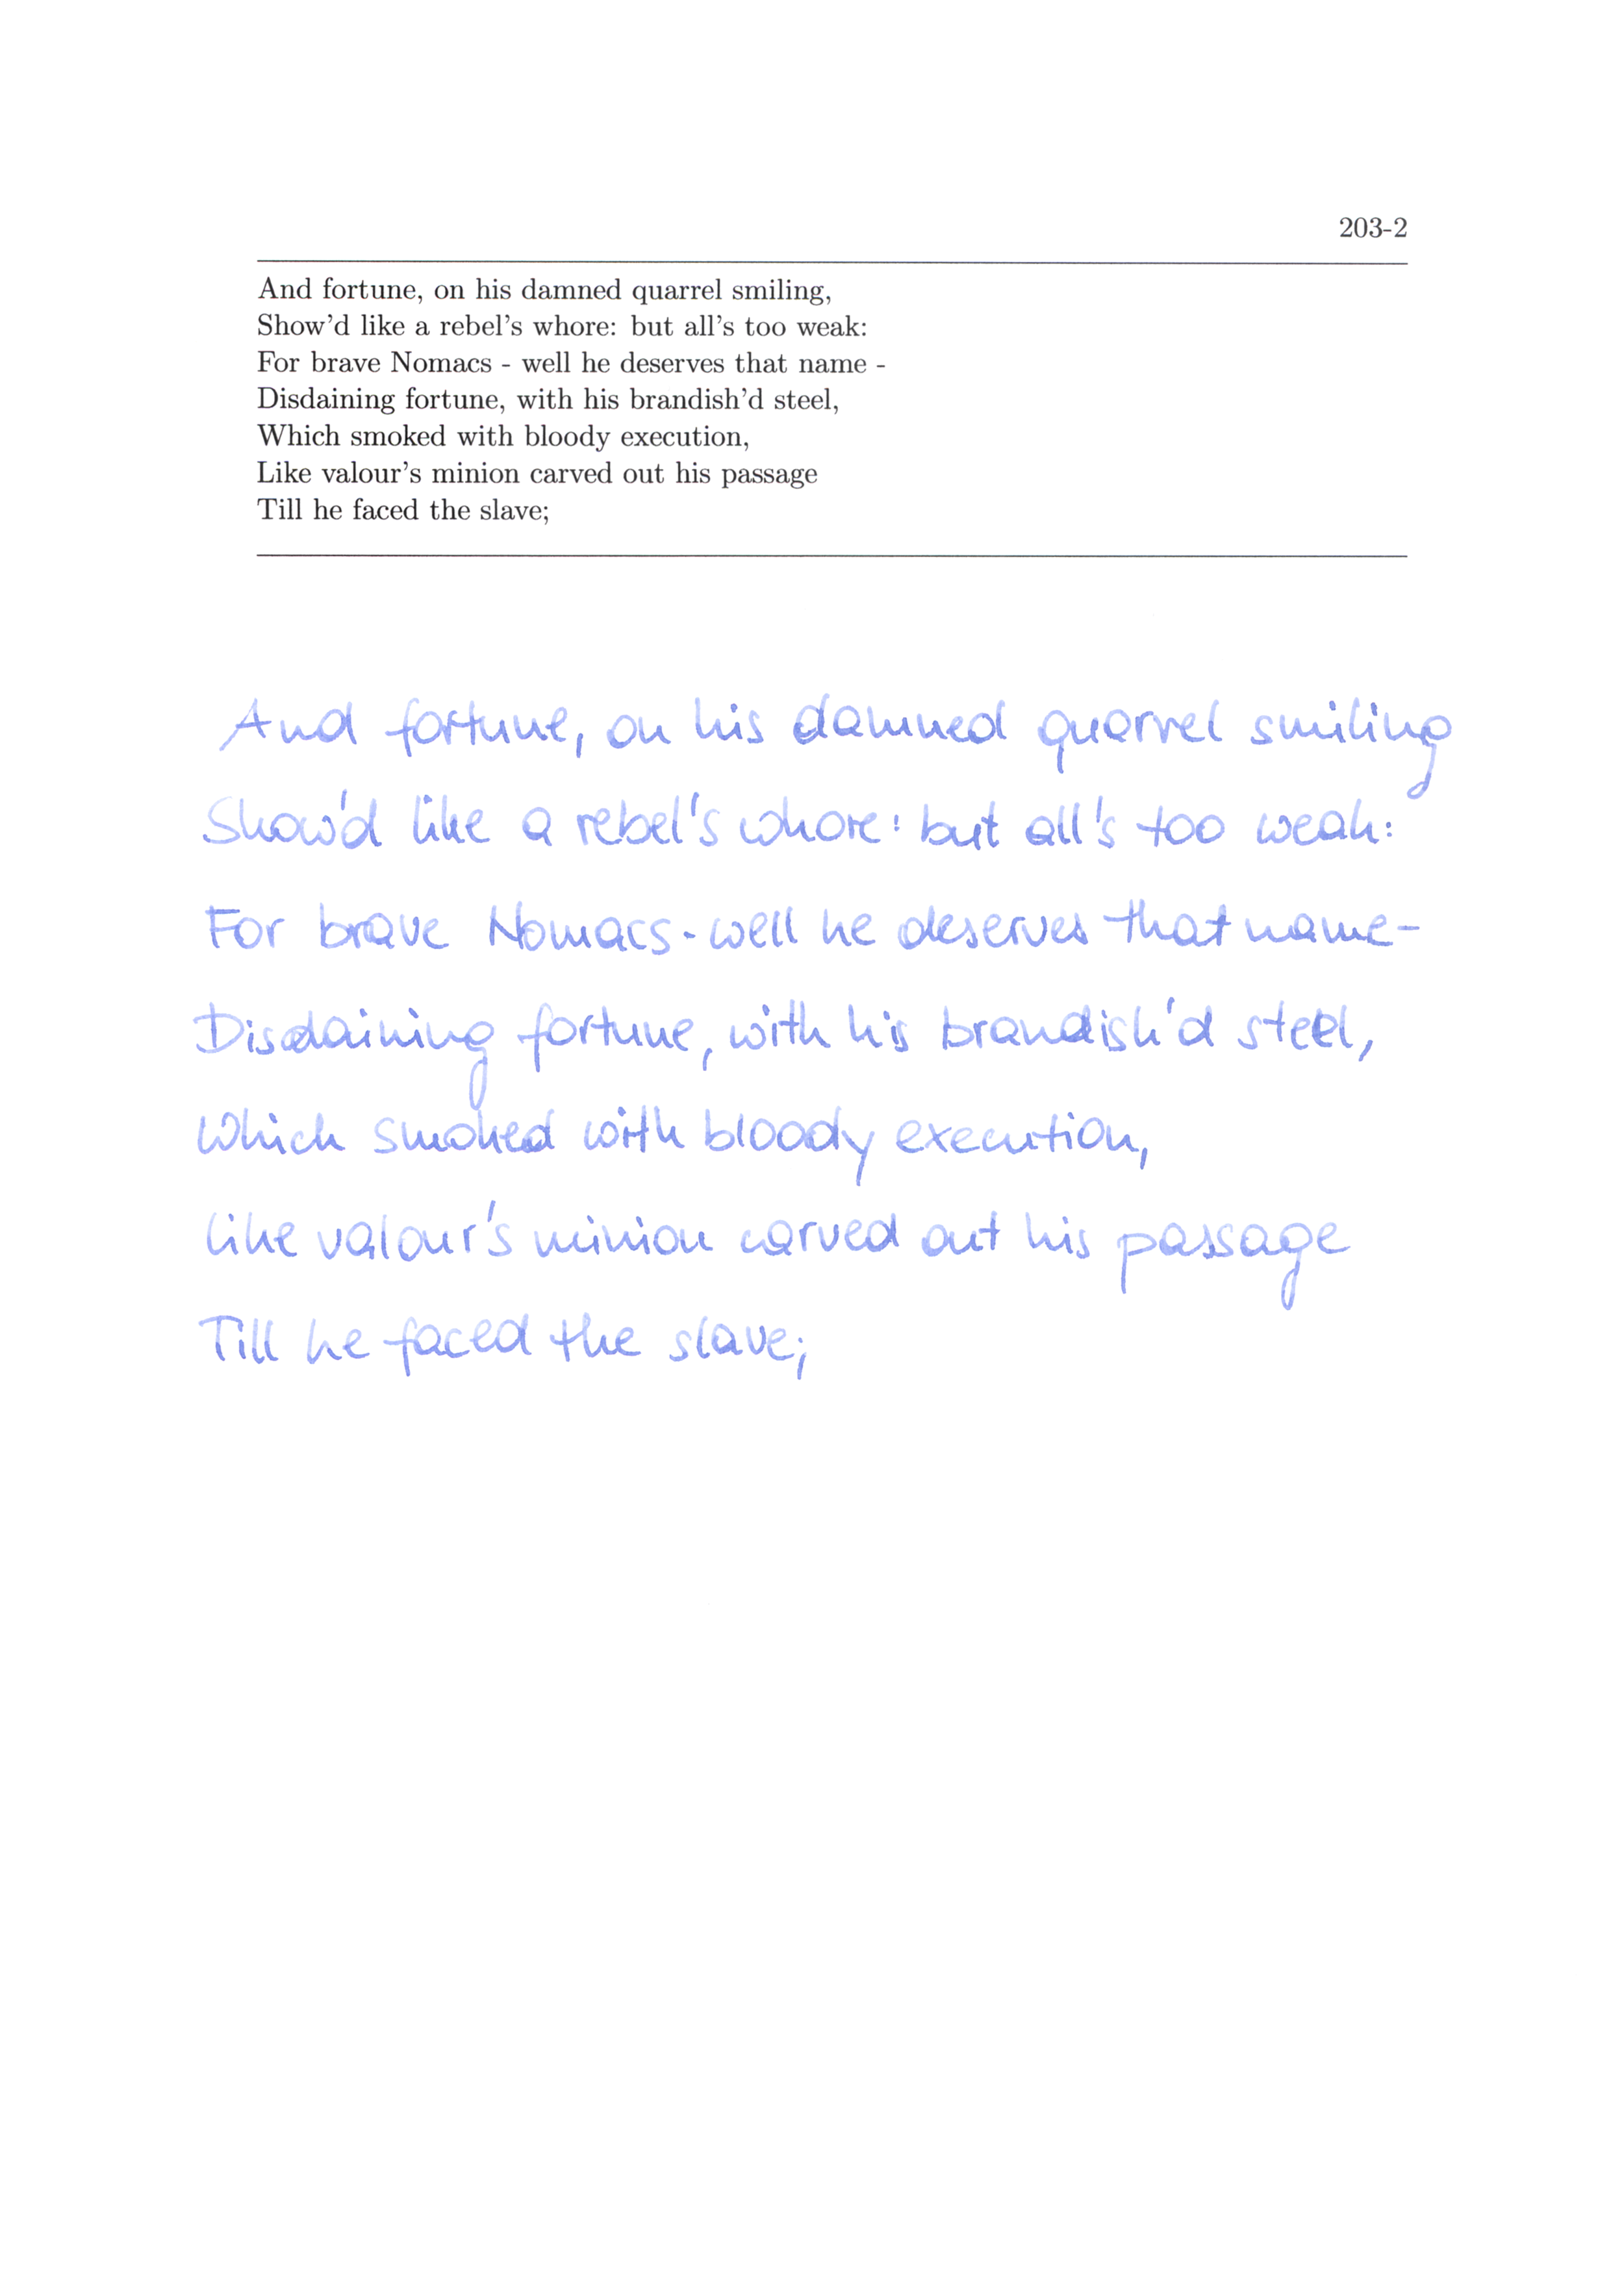 203-2
And fortune, on his damned quarrel smiling,
Show'd like a rebel's whore: but all's too weak:
For brave Nomacs - well he deserves that name -
Disdaining fortune, with his brandish'd steel,
Which smoked with bloody execution,
Like valour's minion carved out his passage
Till he faced the slave;
And fortune, on his damned quarrel smiling
Show'd like a rebel's whore: but all's too weak:
For brave Nomacs - well he deserves that name -
Disdaining fortune, with his brandish'd steel,
Which smoked with bloody execution,
like valour's minion carved out his passage
Till he faced the slave;